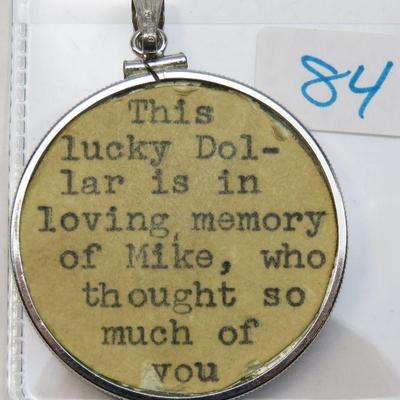 This
lucky Dol-
lar is in
loving memory
of Mike, who
thought so
much of
you
84